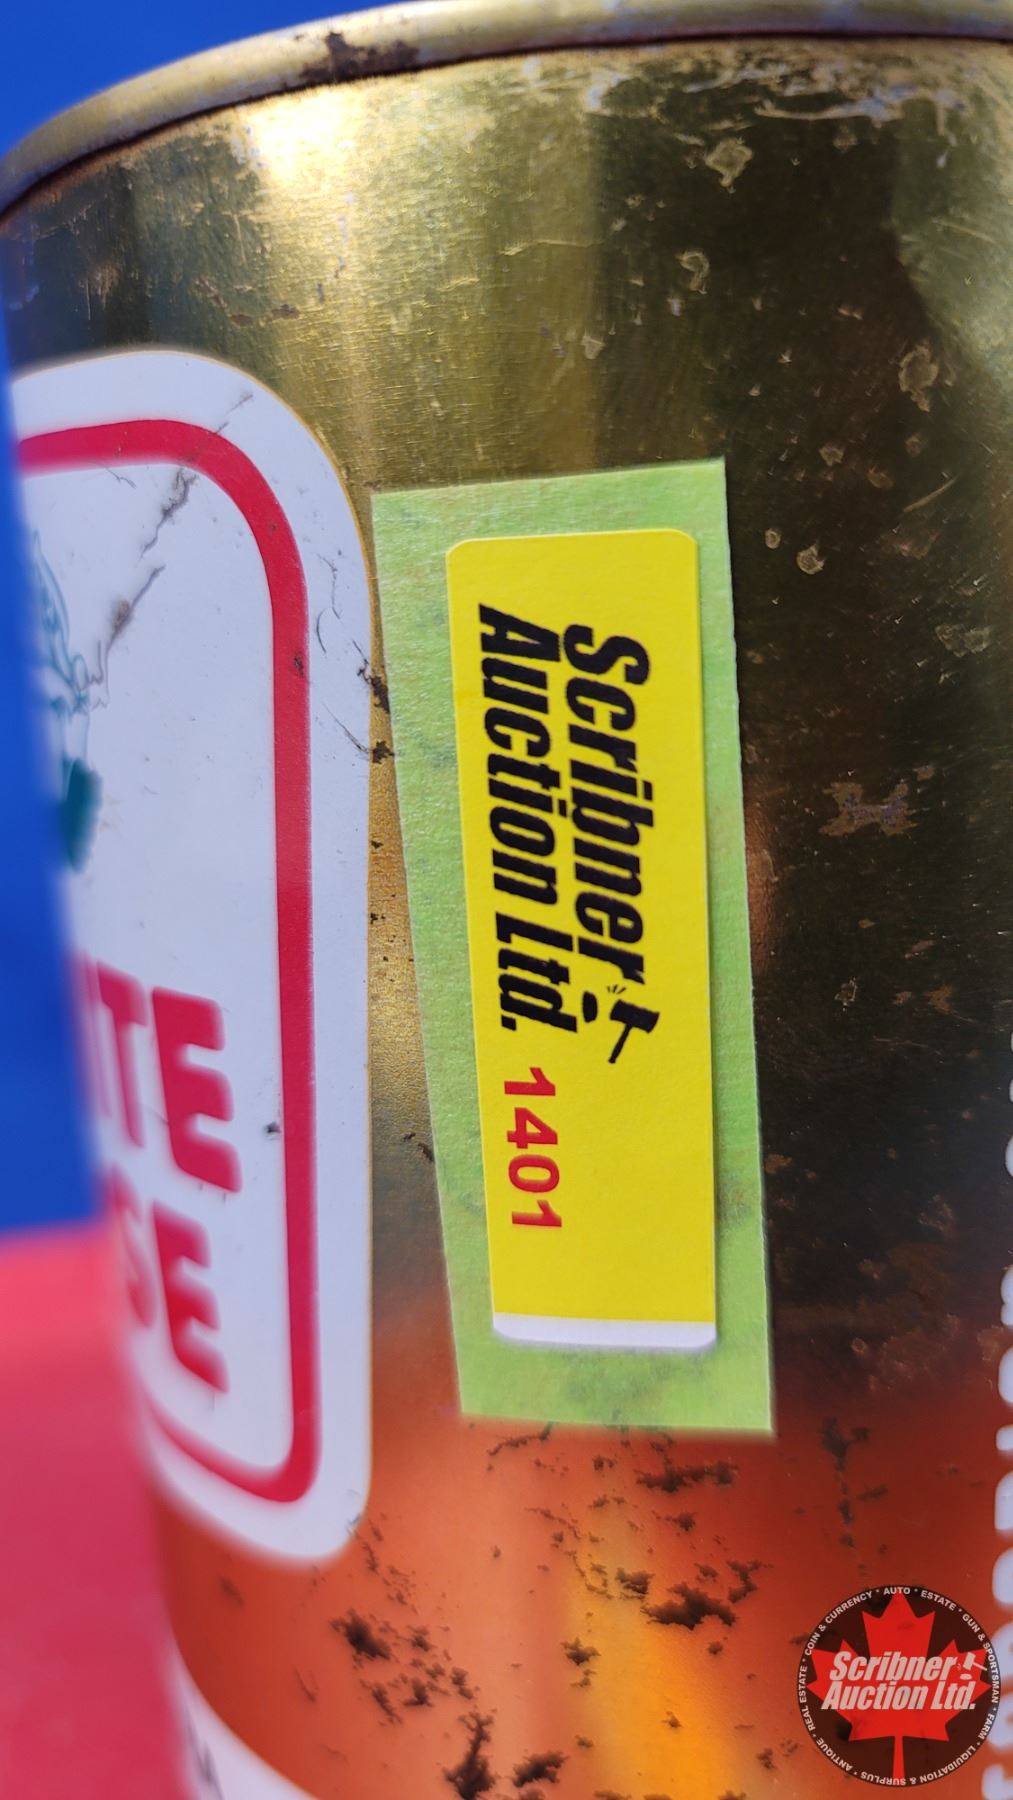 Scribner
Auction Ltd. 1401
TE
SE
Scribner
Auction Ltd.
COIN & CURRENCY • AUTO • ESTATE • GUN & SPORTSMAN • FARM • LIQUIDATION & SURPLUS • ANTIQUE • REAL ESTATE •